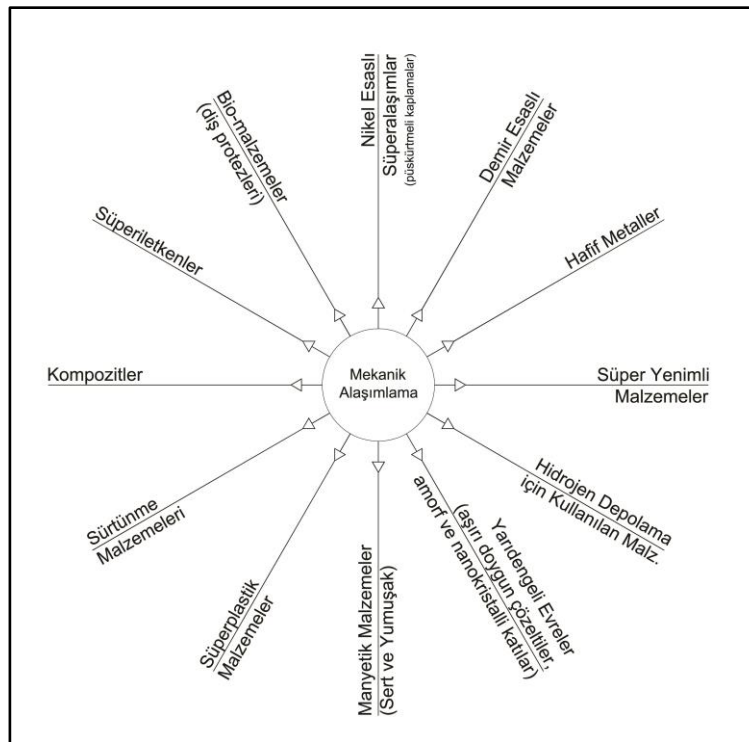 Nikel Esaslı
Süperalaşımlar
(püskürtmeli kaplamalar)
Demir Esaslı
Malzemeler
Hafif Metaller
Süper Yenimli
Malzemeler
Hidrojen Depolama
için Kullanılan Malz.
Yarıdengeli Evreler
(aşırı doygun çözeltiler,
amorf ve nanokristalli katılar)
Manyetik Malzemeler
(Sert ve Yumuşak)
Süperplastik
Malzemeler
Sürtünme
Malzemeleri
Kompozitler
Süperiletkenler
Bio-malzemeler
(diş protezleri)
Mekanik
Alaşımlama